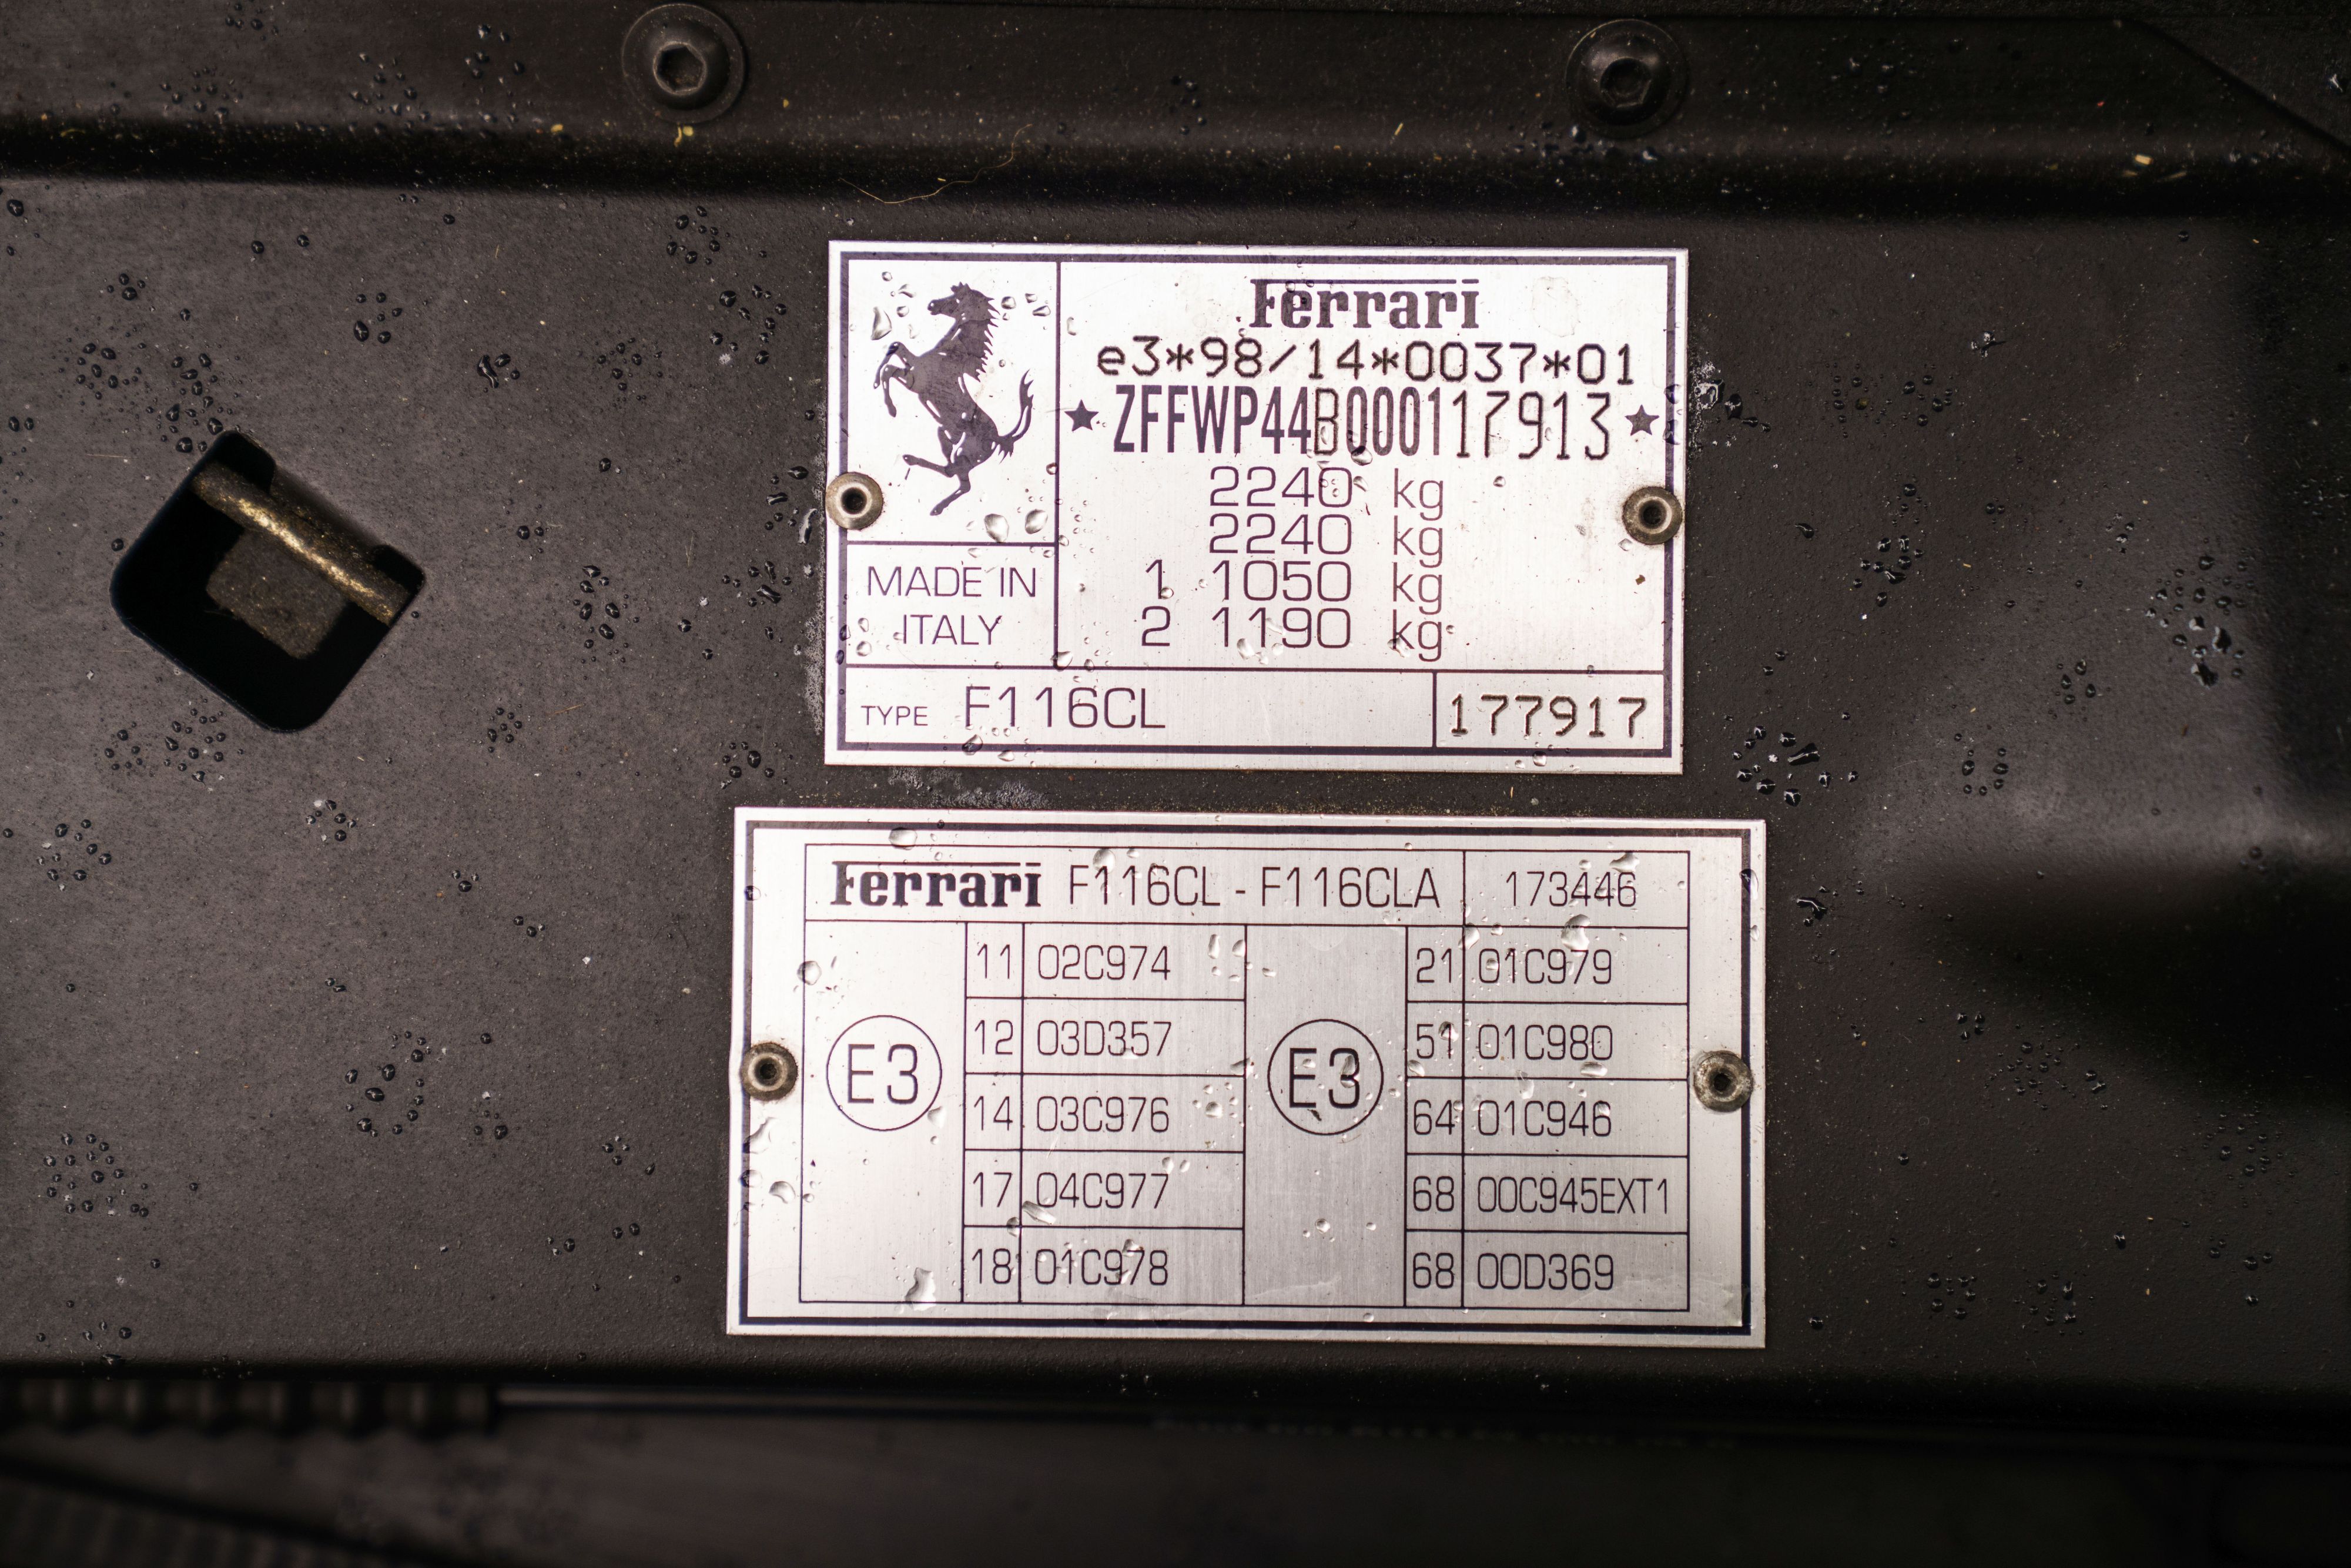 Ferrari
e3*98/14*0037*01
★ ZFFWP44B000117913 ★
2240 kg
2240 kg
1 1050 kg
2 1190 kg
MADE IN
ITALY
TYPE F116CL 177917
Ferrari F116CL - F116CLA 173446
E3
11 02C974
12 03D357
14 03C976
17 04C977
18 01C978
E3
21 01C979
51 01C980
64 01C946
68 00C945EXT1
68 00D369